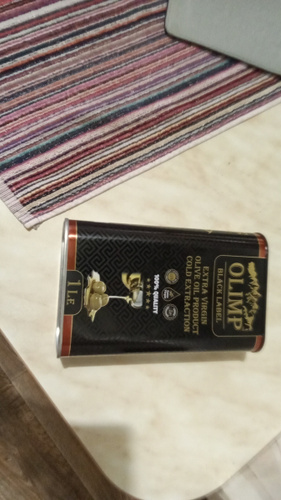 OLIMP
BLACK LABEL
EXTRA VIRGIN
OLIVE OIL PRODUCT
COLD EXTRACTION
100% QUALITY
1 L.E